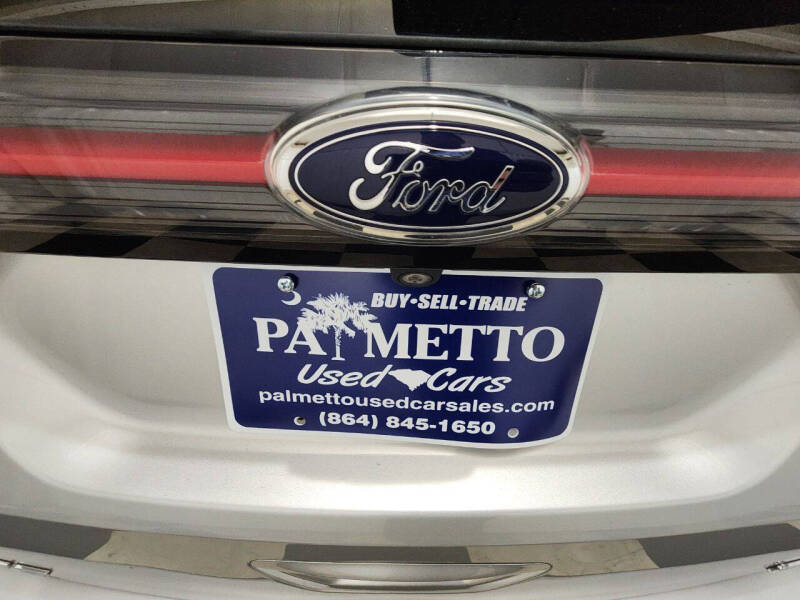 Ford
BUY•SELL•TRADE
PALMETTO
Used Cars
palmettousedcarsales.com
(864) 845-1650